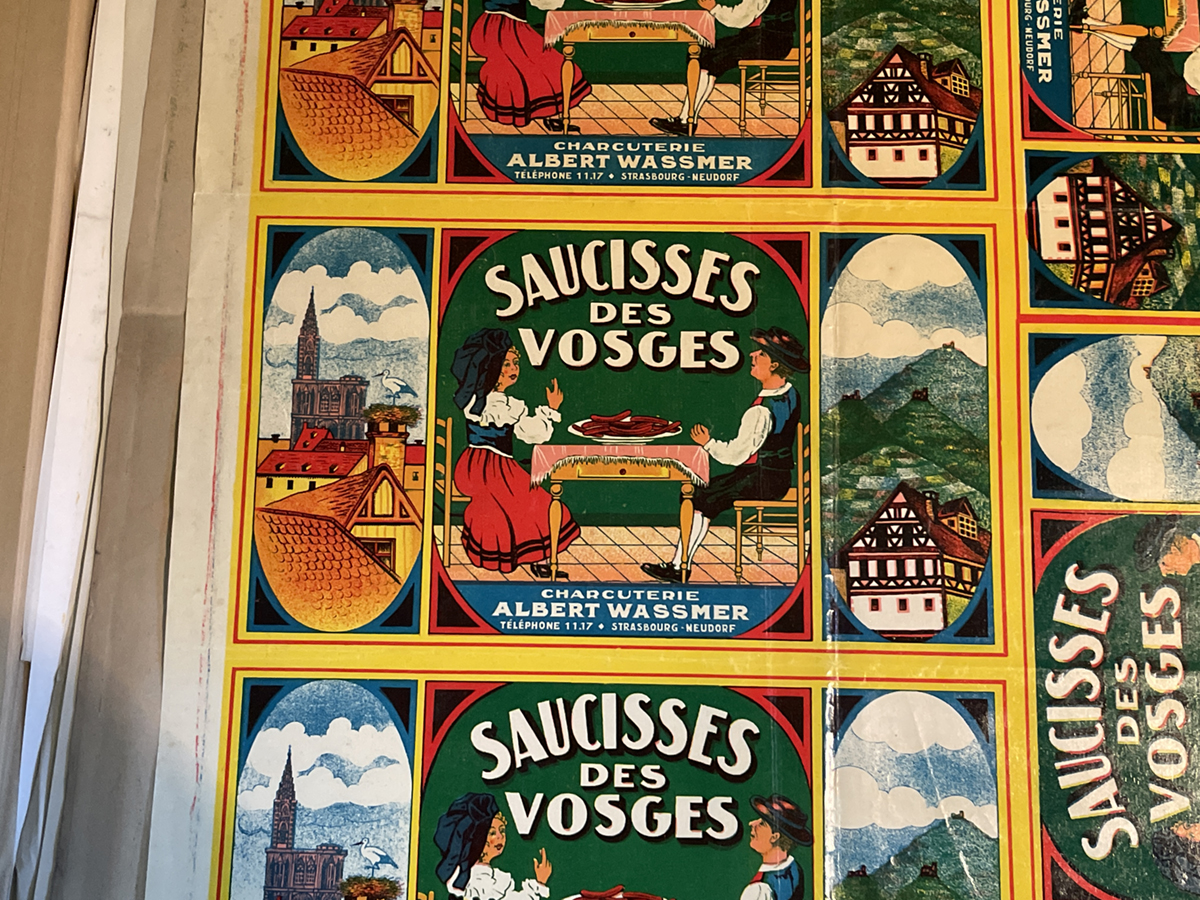 CHARCUTERIE
ALBERT WASSMER
TÉLÉPHONE 11.17 ♦ STRASBOURG-NEUDORF
SAUCISSES
DES
VOSGES
CHARCUTERIE
ALBERT WASSMER
TÉLÉPHONE 11.17 ♦ STRASBOURG-NEUDORF
SAUCISSES
DES
VOSGES
WASSMER
SAUCISSES
DES
VOSGES